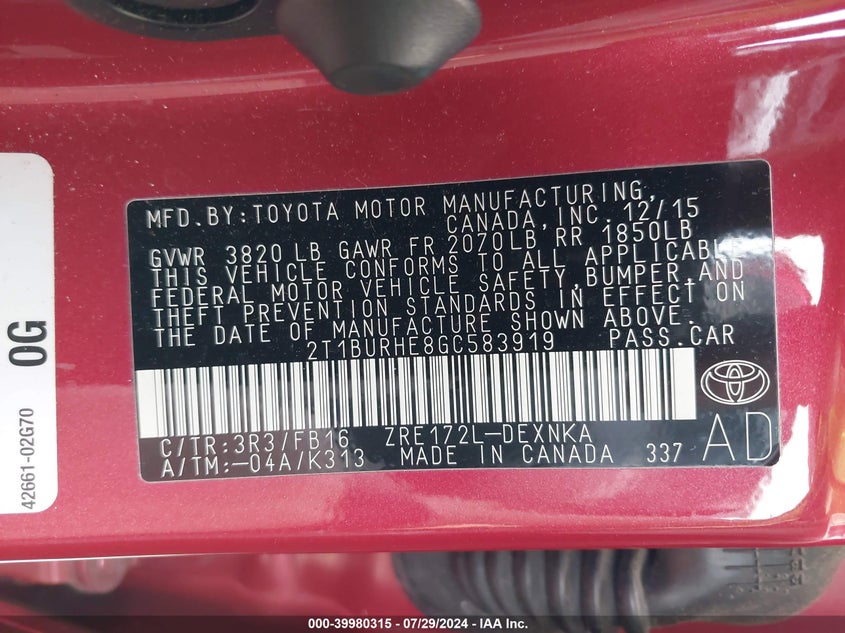 MFD. BY: TOYOTA MOTOR MANUFACTURING,
CANADA, INC. 12/15
GVWR 3820 LB GAWR FR 2070LB RR 1850LB
THIS VEHICLE CONFORMS TO ALL APPLICABLE
FEDERAL MOTOR VEHICLE SAFETY, BUMPER, AND
THEFT PREVENTION STANDARDS IN EFFECT ON
THE DATE OF MANUFACTURE SHOWN ABOVE.
2T1BURHE8GC583919 PASS. CAR
C/TR: 3R3/FB16 ZRE172L-DEXNKA AD
A/TM: -04A/K313 MADE IN CANADA 337
0G
42661-02G70
000-39980315 / 07/29/2024 - IAA Inc.